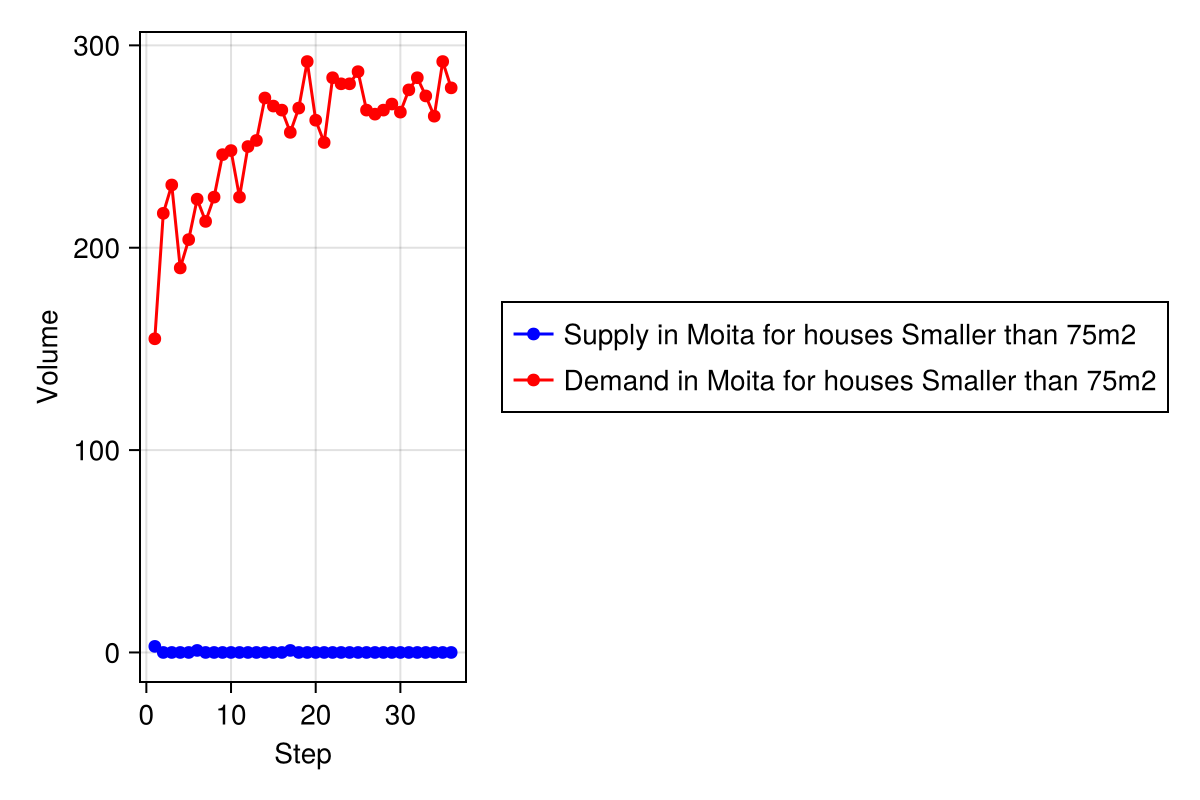 300
200
100
0
Volume
0 10 20 30
Step
Supply in Moita for houses Smaller than 75m2
Demand in Moita for houses Smaller than 75m2